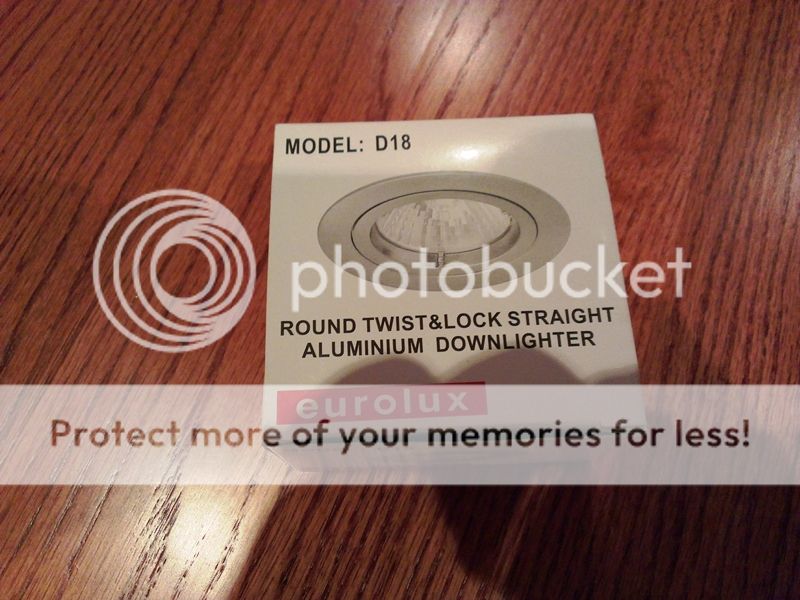 MODEL: D18
photobucket
ROUND TWIST&LOCK STRAIGHT
ALUMINIUM DOWNLIGHTER
eurolux
Protect more of your memories for less!